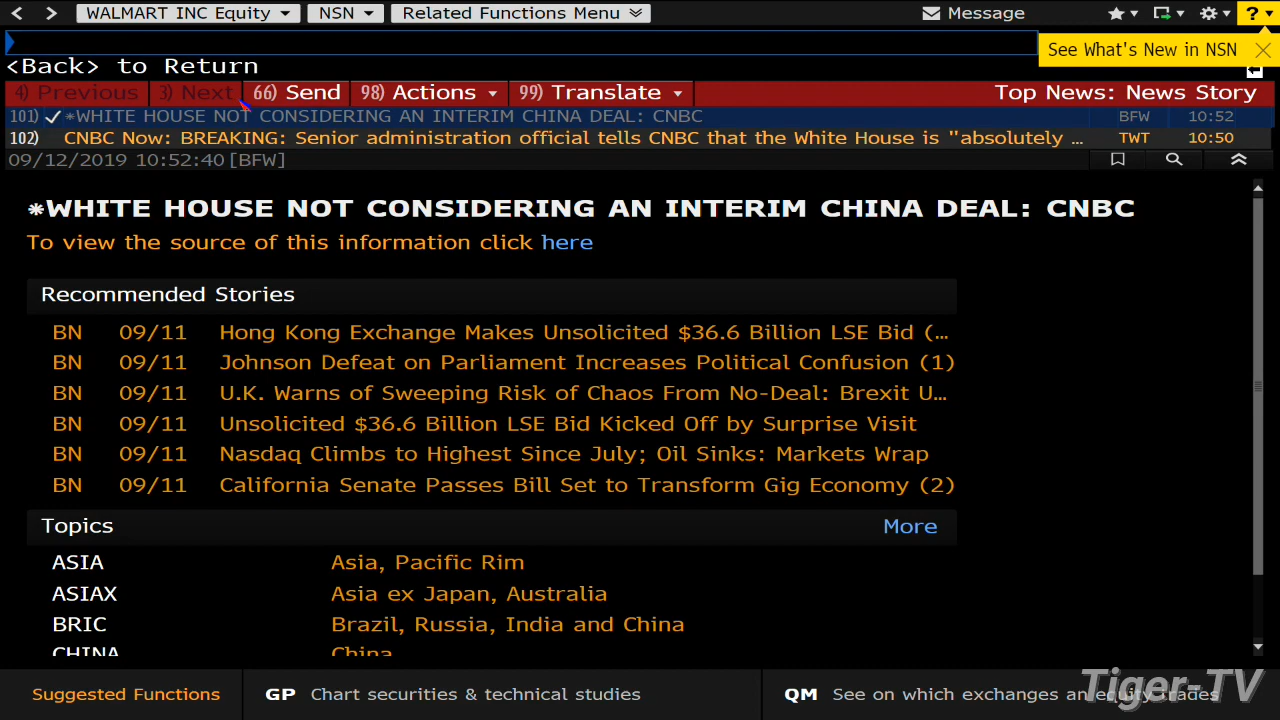 WALMART INC Equity NSN Related Functions Menu Message ?
See What's New in NSN
<Back> to Return
4) Previous 3) Next 66) Send 98) Actions 99) Translate Top News: News Story
101) *WHITE HOUSE NOT CONSIDERING AN INTERIM CHINA DEAL: CNBC BFW 10:52
102) CNBC Now: BREAKING: Senior administration official tells CNBC that the White House is "absolutely ... TWT 10:50
09/12/2019 10:52:40 [BFW]
*WHITE HOUSE NOT CONSIDERING AN INTERIM CHINA DEAL: CNBC
To view the source of this information click here
Recommended Stories
BN 09/11 Hong Kong Exchange Makes Unsolicited $36.6 Billion LSE Bid (...
BN 09/11 Johnson Defeat on Parliament Increases Political Confusion (1)
BN 09/11 U.K. Warns of Sweeping Risk of Chaos From No-Deal: Brexit U...
BN 09/11 Unsolicited $36.6 Billion LSE Bid Kicked Off by Surprise Visit
BN 09/11 Nasdaq Climbs to Highest Since July; Oil Sinks: Markets Wrap
BN 09/11 California Senate Passes Bill Set to Transform Gig Economy (2)
Topics More
ASIA Asia, Pacific Rim
ASIAX Asia ex Japan, Australia
BRIC Brazil, Russia, India and China
CHINA China
Suggested Functions GP Chart securities & technical studies QM See on which exchanges an equity trades
Tiger-TV